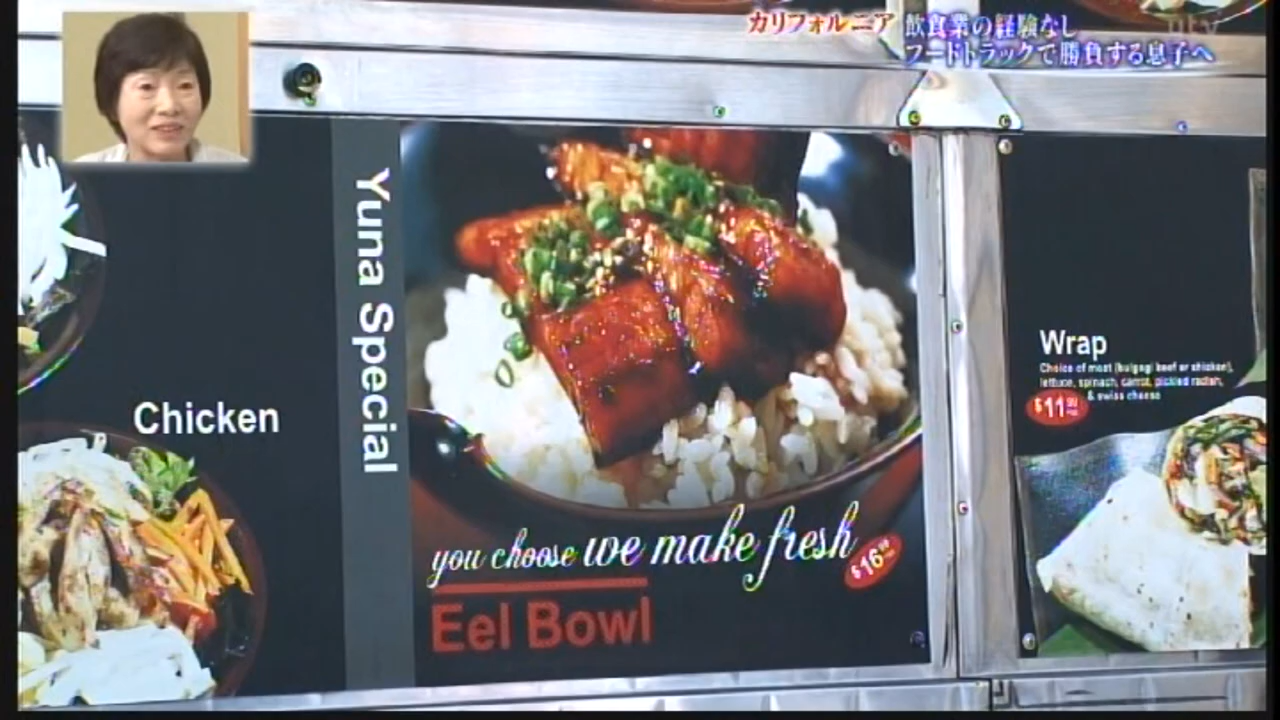 カリフォルニア 飲食業の経験なし
フードトラックで勝負する息子へ
ntv
Yuna Special
Chicken
you choose we make fresh
$16.99
Eel Bowl
Wrap
Choice of meat (bulgogi beef or chicken),
lettuce, spinach, carrot, pickled radish,
& swiss cheese
$11.99